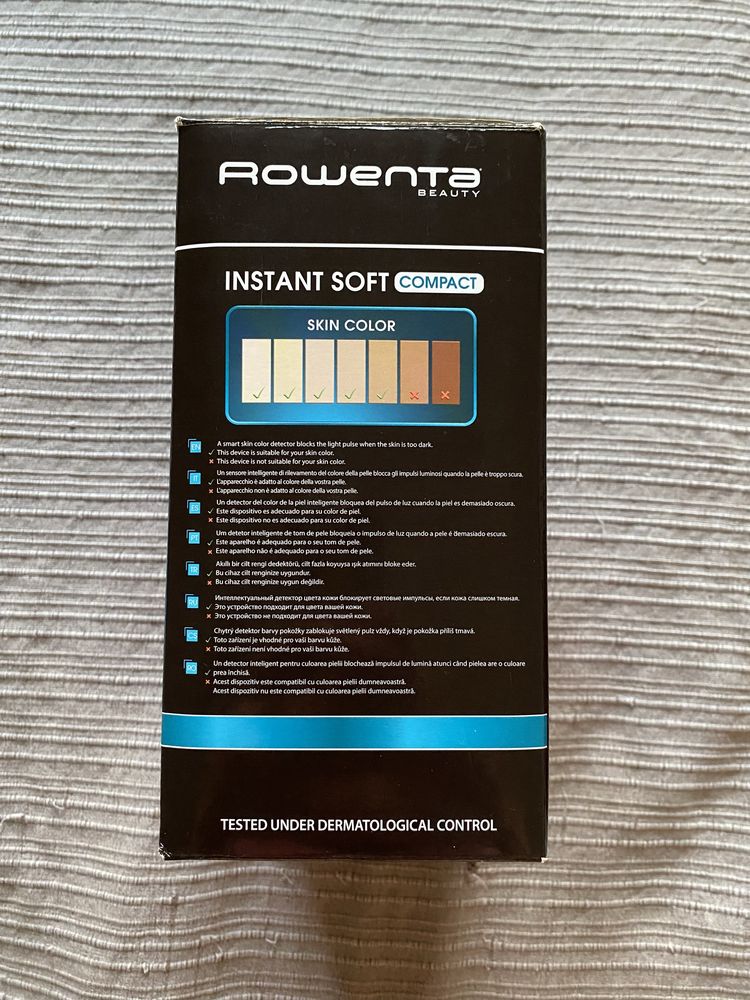 Rowenta
BEAUTY
INSTANT SOFT COMPACT
SKIN COLOR
✓ ✓ ✓ ✓ ✓ ✗ ✗
EN A smart skin color detector blocks the light pulse when the skin is too dark.
✓ This device is suitable for your skin color.
✗ This device is not suitable for your skin color.
IT Un sensore intelligente di rilevamento del colore della pelle blocca gli impulsi luminosi quando la pelle è troppo scura.
✓ L'apparecchio è adatto al colore della vostra pelle.
✗ L'apparecchio non è adatto al colore della vostra pelle.
ES Un detector del color de la piel inteligente bloquea del pulso de luz cuando la piel es demasiado oscura.
✓ Este dispositivo es adecuado para su color de piel.
✗ Este dispositivo no es adecuado para su color de piel.
PT Um detetor inteligente de tom de pele bloqueia o impulso de luz quando a pele é demasiado escura.
✓ Este aparelho é adequado para o seu tom de pele.
✗ Este aparelho não é adequado para o seu tom de pele.
TR Akıllı bir cilt rengi dedektörü, cilt fazla koyuysa ışık atımını bloke eder.
✓ Bu cihaz cilt renginize uygundur.
✗ Bu cihaz cilt renginize uygun değildir.
RU Интеллектуальный детектор цвета кожи блокирует световые импульсы, если кожа слишком темная.
✓ Это устройство подходит для цвета вашей кожи.
✗ Это устройство не подходит для цвета вашей кожи.
CS Chytrý detektor barvy pokožky zablokuje světelný pulz vždy, když je pokožka příliš tmavá.
✓ Toto zařízení je vhodné pro vaši barvu kůže.
✗ Toto zařízení není vhodné pro vaši barvu kůže.
RO Un detector inteligent pentru culoarea pielii blochează impulsul de lumină atunci când pielea are o culoare
✓ prea închisă.
✗ Acest dispozitiv este compatibil cu culoarea pielii dumneavoastră.
Acest dispozitiv nu este compatibil cu culoarea pielii dumneavoastră.
TESTED UNDER DERMATOLOGICAL CONTROL